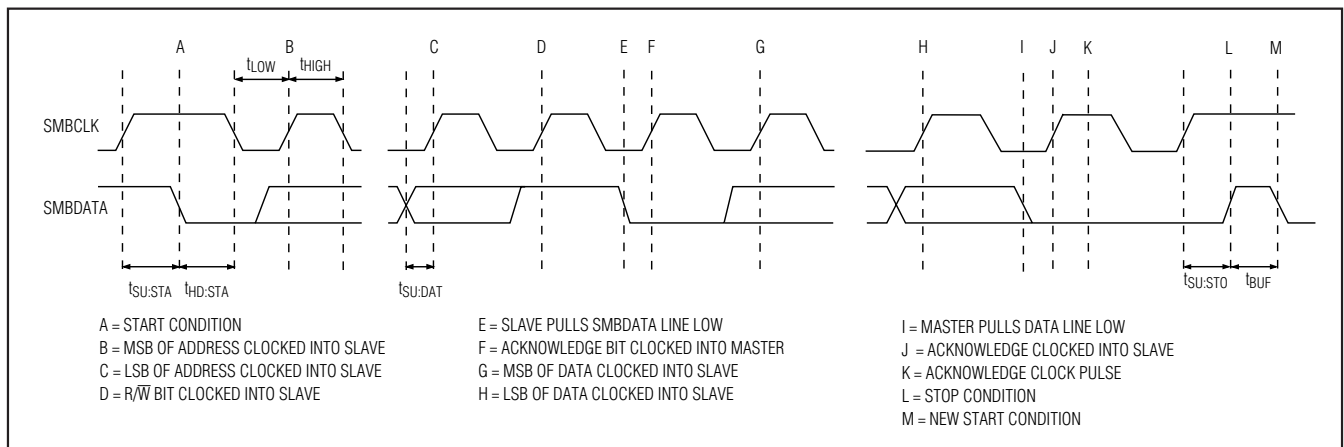 A B C D E F G H I J K L M
tLOW tHIGH
SMBCLK
SMBDATA
tSU:STA tHD:STA tSU:DAT tSU:STO tBUF
A = START CONDITION
B = MSB OF ADDRESS CLOCKED INTO SLAVE
C = LSB OF ADDRESS CLOCKED INTO SLAVE
D = R/W̅ BIT CLOCKED INTO SLAVE
E = SLAVE PULLS SMBDATA LINE LOW
F = ACKNOWLEDGE BIT CLOCKED INTO MASTER
G = MSB OF DATA CLOCKED INTO SLAVE
H = LSB OF DATA CLOCKED INTO SLAVE
I = MASTER PULLS DATA LINE LOW
J = ACKNOWLEDGE CLOCKED INTO SLAVE
K = ACKNOWLEDGE CLOCK PULSE
L = STOP CONDITION
M = NEW START CONDITION